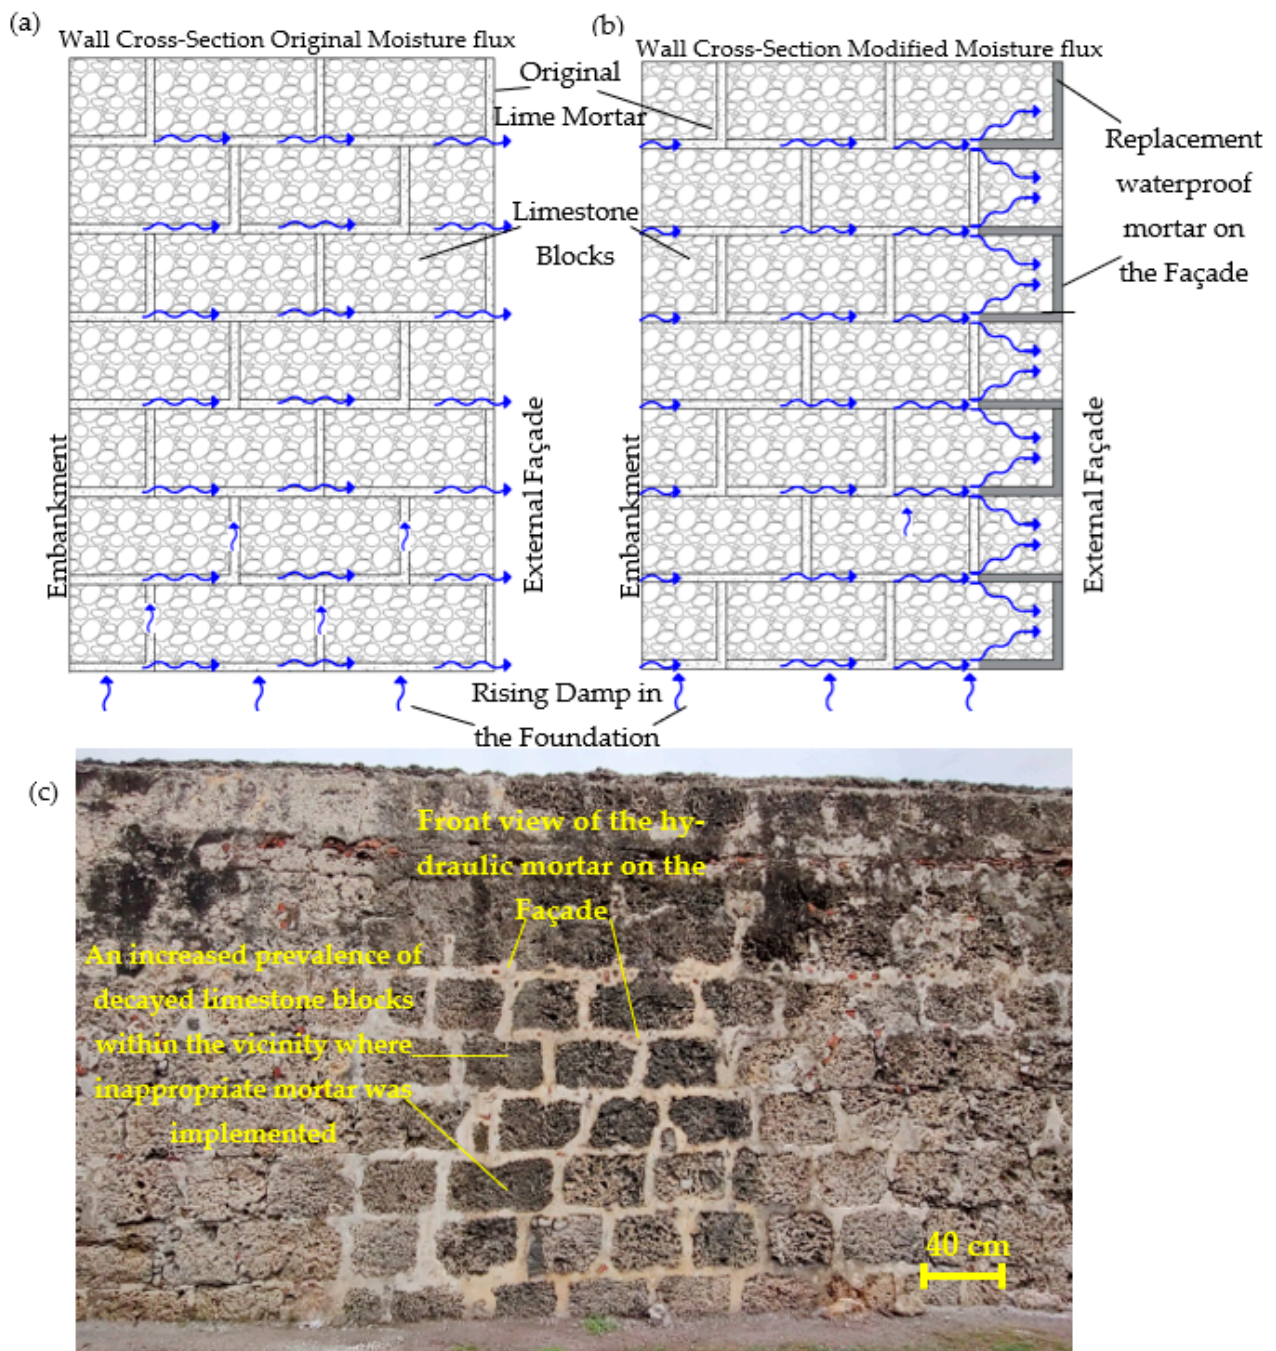 (a)
Wall Cross-Section Original Moisture flux
(b)
Wall Cross-Section Modified Moisture flux
Original
Lime Mortar
Limestone
Blocks
Replacement
waterproof
mortar on
the Façade
Embankment
External Façade
Embankment
External Façade
Rising Damp in
the Foundation
(c)
Front view of the hy-
draulic mortar on the
Façade
An increased prevalence of
decayed limestone blocks
within the vicinity where
inappropriate mortar was
implemented
40 cm